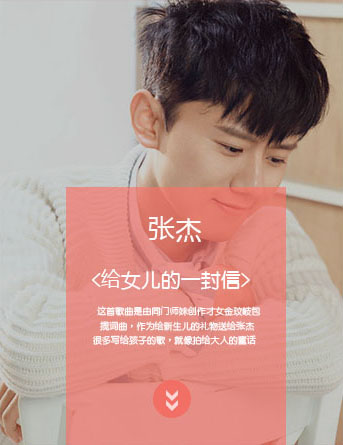 张杰
<给女儿的一封信>
这首歌曲是由同门师妹创作才女金玟岐包
揽词曲，作为给新生儿的礼物送给张杰
很多写给孩子的歌，就像拍给大人的童话